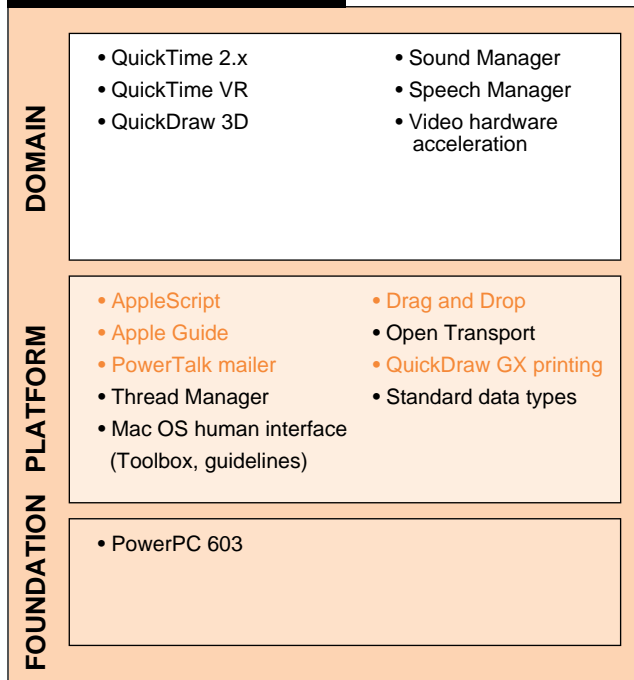 DOMAIN
• QuickTime 2.x
• QuickTime VR
• QuickDraw 3D
• Sound Manager
• Speech Manager
• Video hardware
acceleration
PLATFORM
• AppleScript
• Apple Guide
• PowerTalk mailer
• Thread Manager
• Mac OS human interface
(Toolbox, guidelines)
• Drag and Drop
• Open Transport
• QuickDraw GX printing
• Standard data types
FOUNDATION
• PowerPC 603